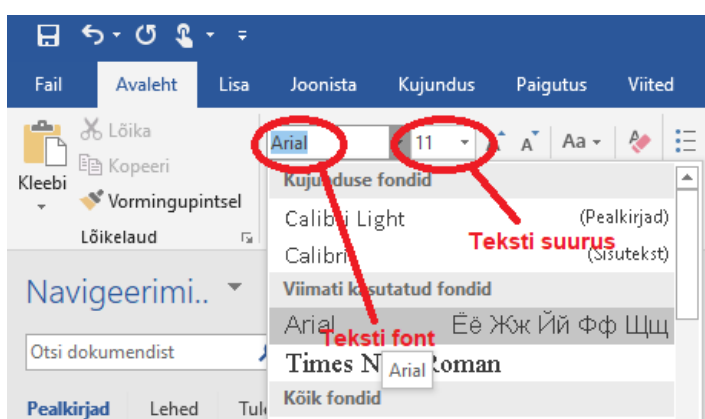 Fail Avaleht Lisa Joonista Kujundus Paigutus Viited
Lõika
Kopeeri
Kleebi
Vormingupintsel
Lõikelaud
Arial 11 Aa
Kujunduse fondid
Calibri Light (Pealkirjad)
Teksti suurus
Calibri (Sisutekst)
Viimati kasutatud fondid
Arial Ёё Жж Йй Фф Щщ
Teksti font
Times New Roman
Arial
Kõik fondid
Navigeerimi..
Otsi dokumendist
Pealkirjad Lehed